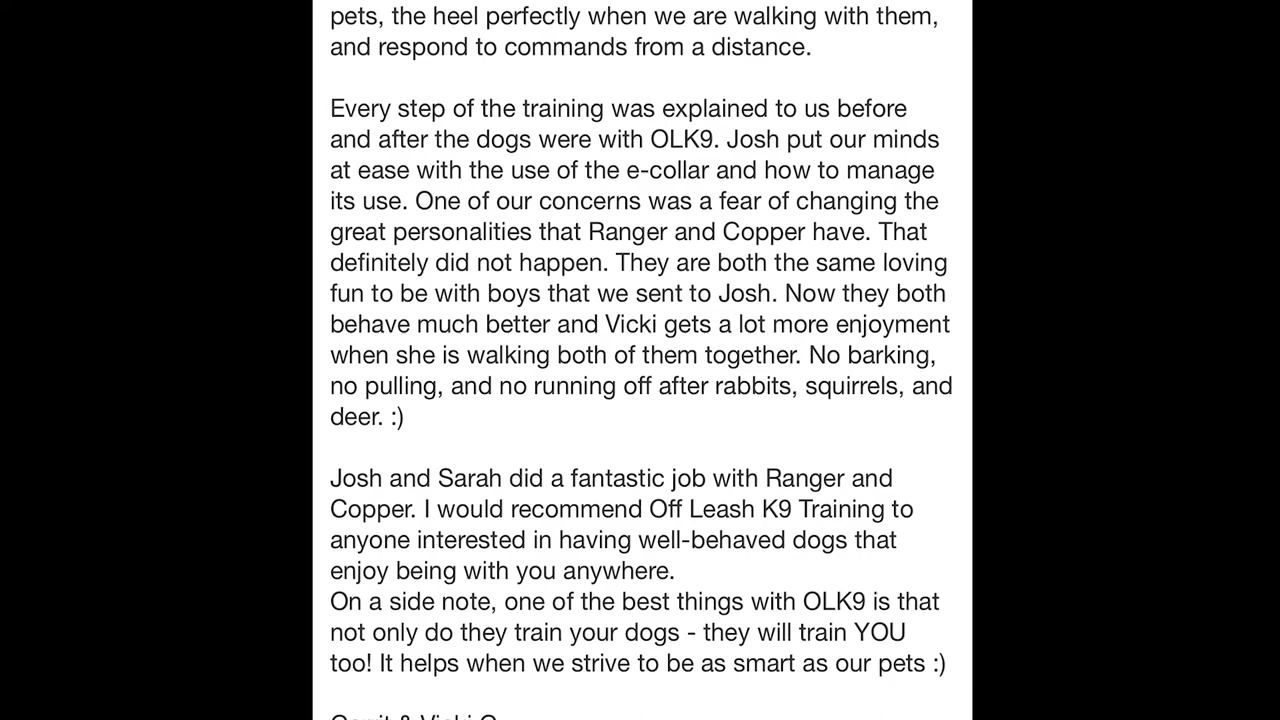 pets, the heel perfectly when we are walking with them,
and respond to commands from a distance.
Every step of the training was explained to us before
and after the dogs were with OLK9. Josh put our minds
at ease with the use of the e-collar and how to manage
its use. One of our concerns was a fear of changing the
great personalities that Ranger and Copper have. That
definitely did not happen. They are both the same loving
fun to be with boys that we sent to Josh. Now they both
behave much better and Vicki gets a lot more enjoyment
when she is walking both of them together. No barking,
no pulling, and no running off after rabbits, squirrels, and
deer. :)
Josh and Sarah did a fantastic job with Ranger and
Copper. I would recommend Off Leash K9 Training to
anyone interested in having well-behaved dogs that
enjoy being with you anywhere.
On a side note, one of the best things with OLK9 is that
not only do they train your dogs - they will train YOU
too! It helps when we strive to be as smart as our pets :)
& Vicki